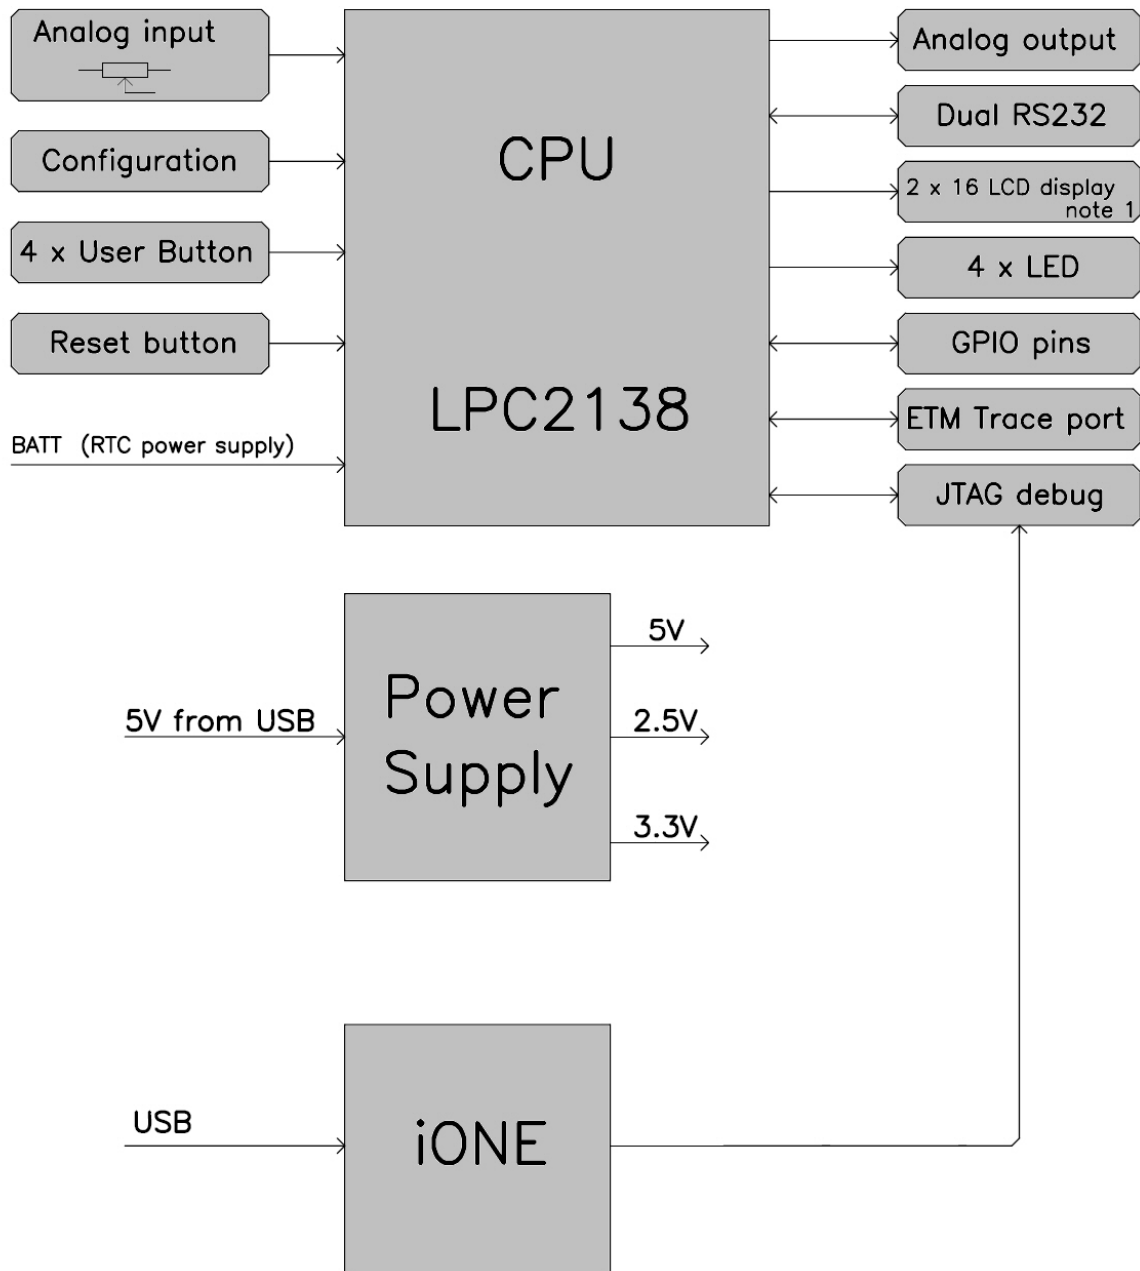 Analog input
Configuration
4 x User Button
Reset button
BATT (RTC power supply)
CPU
LPC2138
Analog output
Dual RS232
2 x 16 LCD display
note 1
4 x LED
GPIO pins
ETM Trace port
JTAG debug
5V from USB
Power
Supply
5V
2.5V
3.3V
USB
iONE